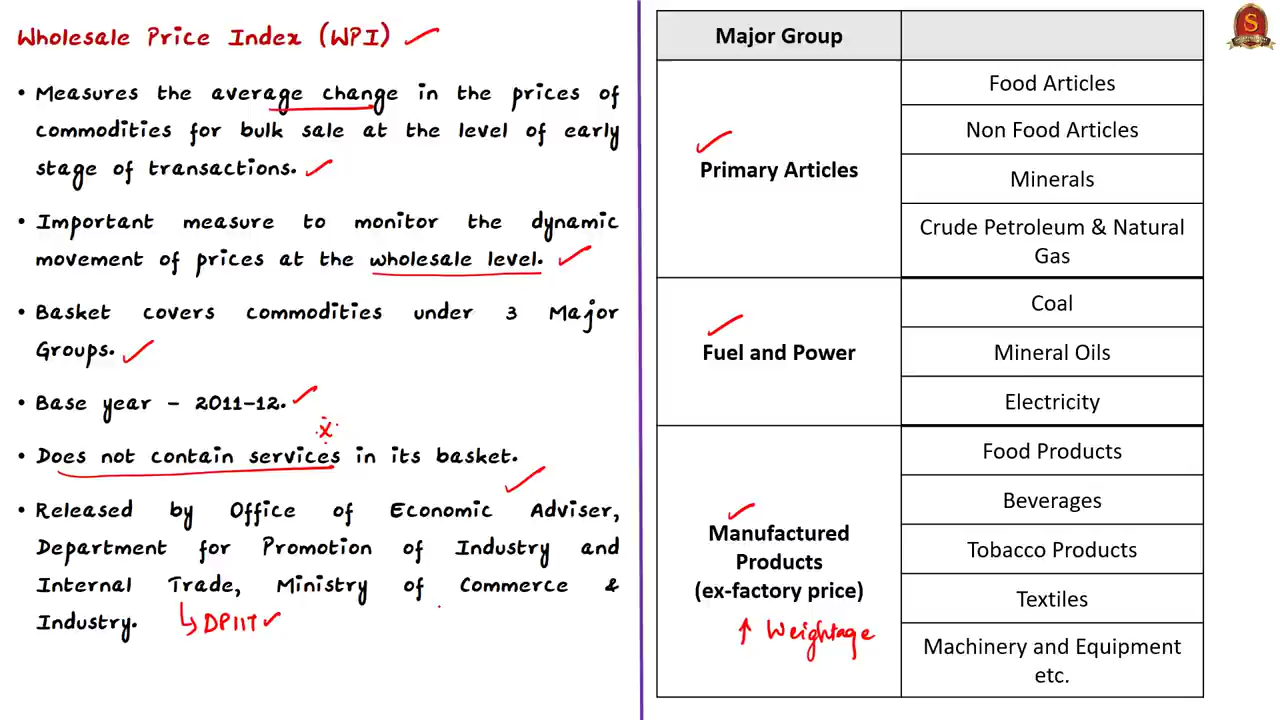 Wholesale Price Index (WPI)
• Measures the average change in the prices of
commodities for bulk sale at the level of early
stage of transactions.
• Important measure to monitor the dynamic
movement of prices at the wholesale level.
• Basket covers commodities under 3 Major
Groups.
• Base year - 2011-12.
• Does not contain services in its basket.
• Released by Office of Economic Adviser,
Department for Promotion of Industry and
Internal Trade, Ministry of Commerce &
Industry.
DPIIT
Major Group
Primary Articles
Food Articles
Non Food Articles
Minerals
Crude Petroleum & Natural
Gas
Fuel and Power
Coal
Mineral Oils
Electricity
Manufactured
Products
(ex-factory price)
↑ Weightage
Food Products
Beverages
Tobacco Products
Textiles
Machinery and Equipment
etc.
S